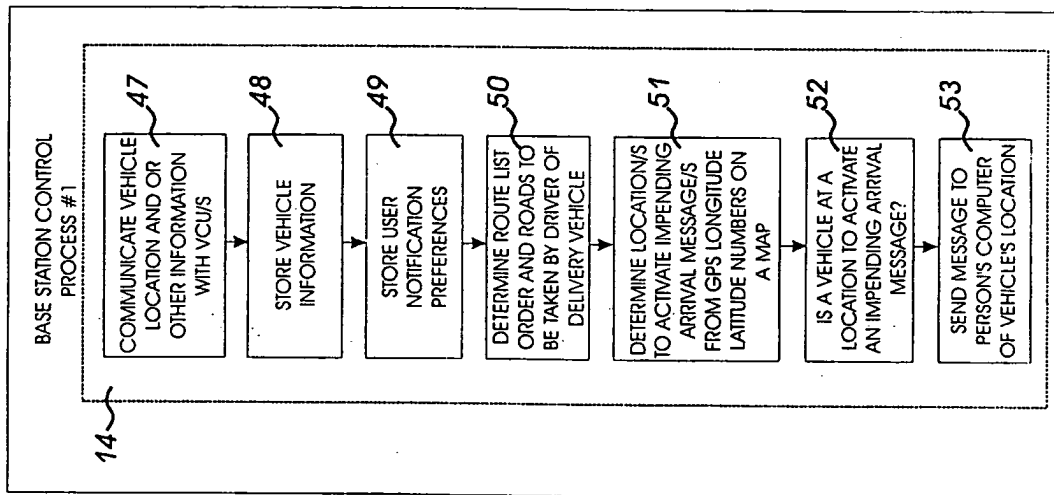 BASE STATION CONTROL
PROCESS #1
14
47
COMMUNICATE VEHICLE
LOCATION AND OR
OTHER INFORMATION
WITH VCU/S
48
STORE VEHICLE
INFORMATION
49
STORE USER
NOTIFICATION
PREFERENCES
50
DETERMINE ROUTE LIST
ORDER AND ROADS TO
BE TAKEN BY DRIVER OF
DELIVERY VEHICLE
51
DETERMINE LOCATION/S
TO ACTIVATE IMPENDING
ARRIVAL MESSAGE/S
FROM GPS LONGITUDE
LATITUDE NUMBERS ON
A MAP
52
IS A VEHICLE AT A
LOCATION TO ACTIVATE
AN IMPENDING ARRIVAL
MESSAGE?
53
SEND MESSAGE TO
PERSON'S COMPUTER
OF VEHICLE'S LOCATION